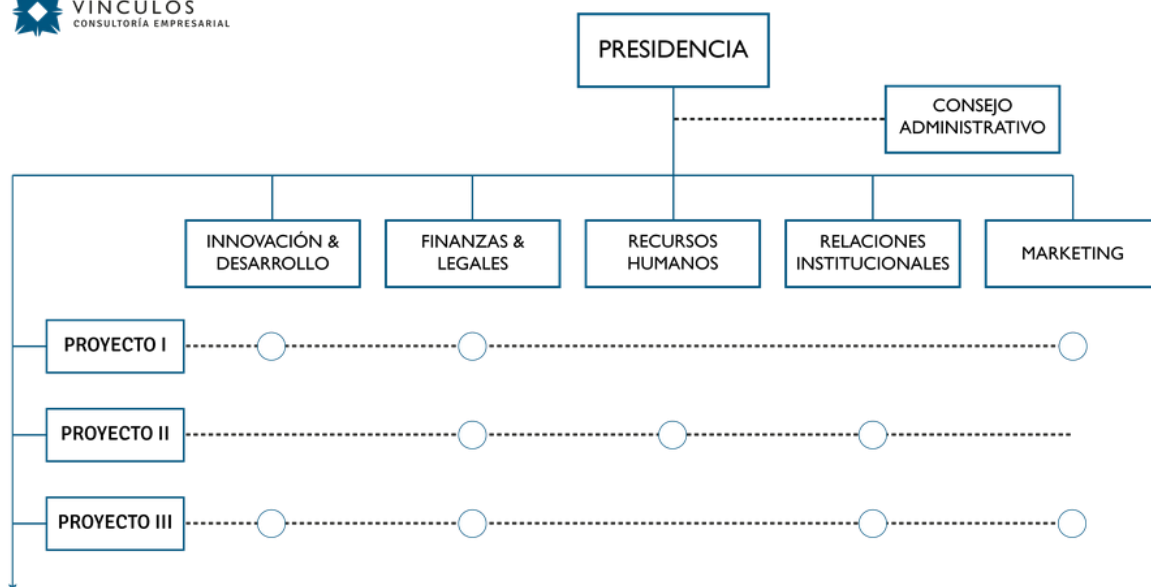 VINCULOS
CONSULTORÍA EMPRESARIAL
PRESIDENCIA
CONSEJO
ADMINISTRATIVO
INNOVACIÓN &
DESARROLLO
FINANZAS &
LEGALES
RECURSOS
HUMANOS
RELACIONES
INSTITUCIONALES
MARKETING
PROYECTO I
PROYECTO II
PROYECTO III